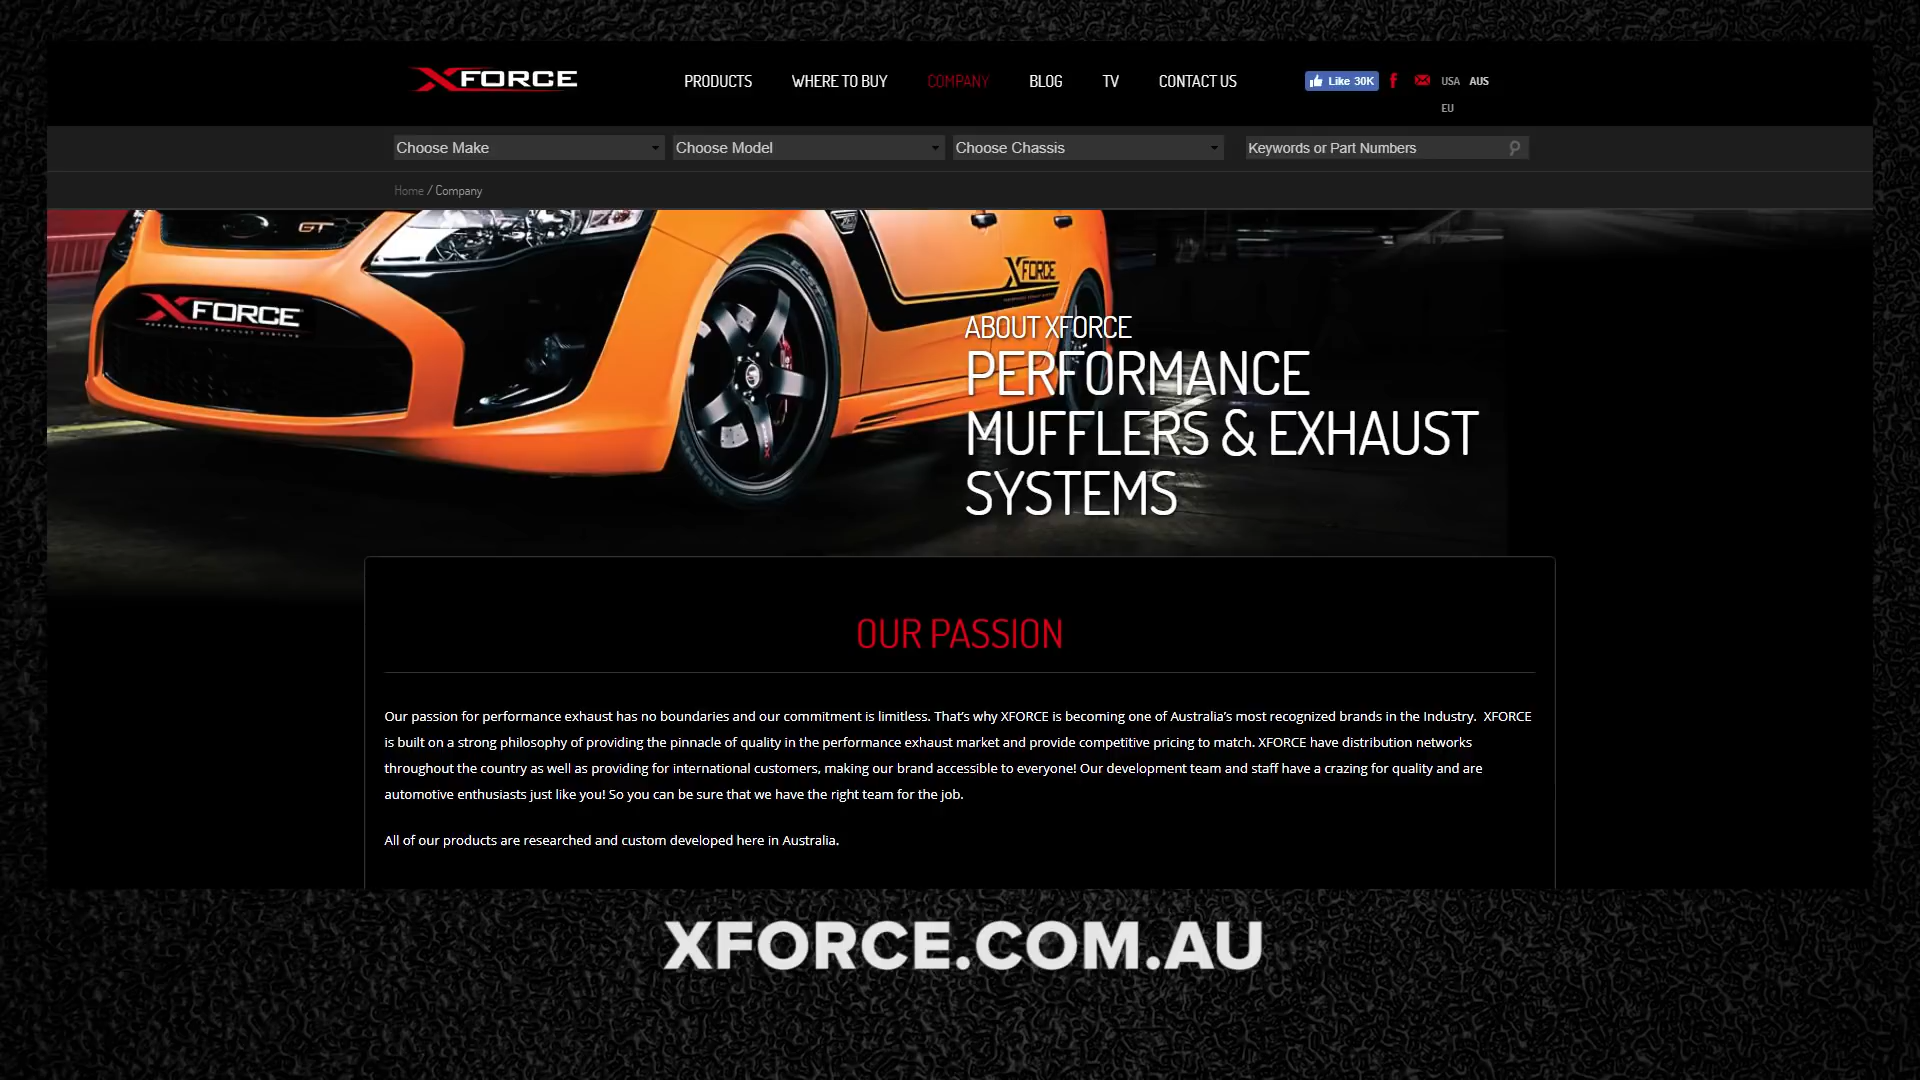 XFORCE
PRODUCTS
WHERE TO BUY
COMPANY
BLOG
TV
CONTACT US
Like 30K
USA
AUS
EU
Choose Make
Choose Model
Choose Chassis
Keywords or Part Numbers
Home / Company
GT
XFORCE
PERFORMANCE EXHAUST SYSTEMS
XFORCE
ABOUT XFORCE
PERFORMANCE
MUFFLERS & EXHAUST
SYSTEMS
OUR PASSION
Our passion for performance exhaust has no boundaries and our commitment is limitless. That's why XFORCE is becoming one of Australia's most recognized brands in the Industry.  XFORCE
is built on a strong philosophy of providing the pinnacle of quality in the performance exhaust market and provide competitive pricing to match. XFORCE have distribution networks
throughout the country as well as providing for international customers, making our brand accessible to everyone! Our development team and staff have a crazing for quality and are
automotive enthusiasts just like you! So you can be sure that we have the right team for the job.
All of our products are researched and custom developed here in Australia.
XFORCE.COM.AU